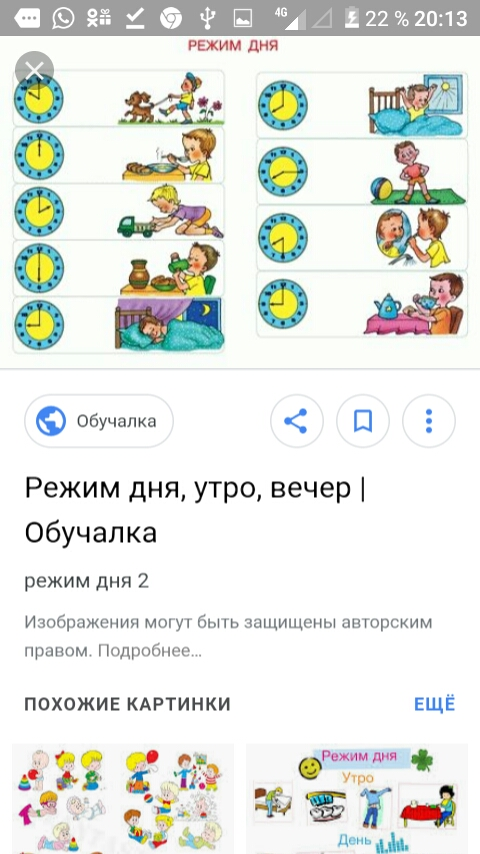 4G 22 % 20:13
РЕЖИМ ДНЯ
Обучалка
Режим дня, утро, вечер |
Обучалка
режим дня 2
Изображения могут быть защищены авторским
правом. Подробнее...
ПОХОЖИЕ КАРТИНКИ ЕЩЁ
Режим дня
Утро
День